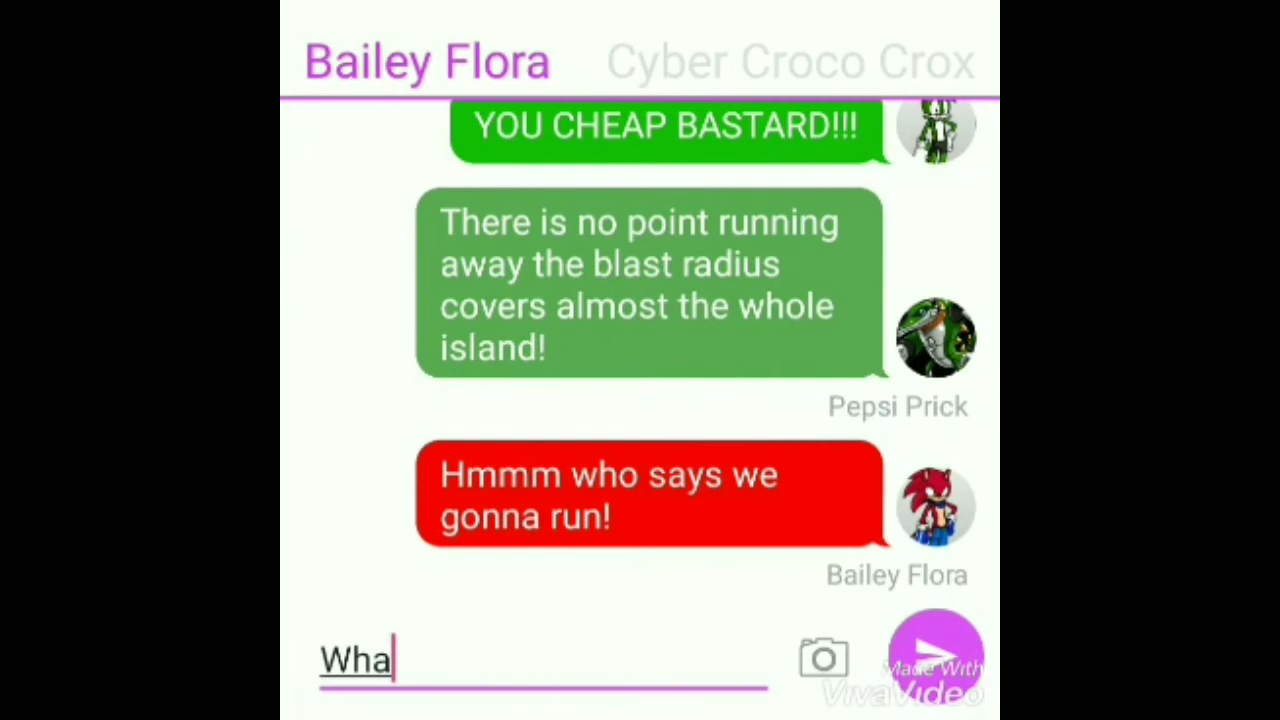 Bailey Flora Cyber Croco Crox
YOU CHEAP BASTARD!!!
There is no point running
away the blast radius
covers almost the whole
island!
Pepsi Prick
Hmmm who says we
gonna run!
Bailey Flora
Wha
Made With
VivaVideo